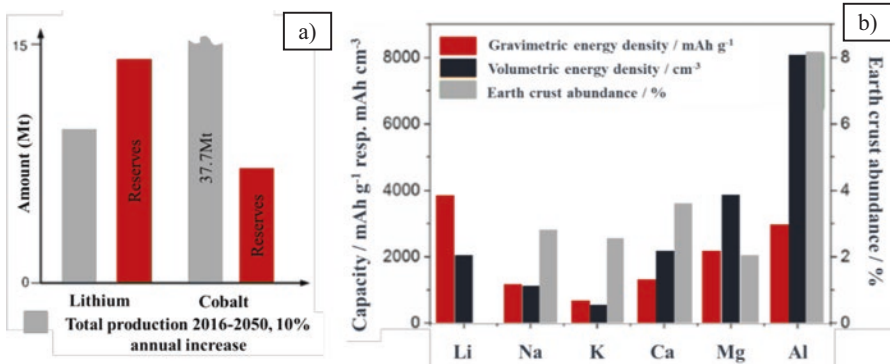 a)
15
Amount (Mt)
0
Reserves
37.7Mt
Reserves
Lithium Cobalt
Total production 2016-2050, 10%
annual increase
b)
Gravimetric energy density / mAh g-1
Volumetric energy density / cm-3
Earth crust abundance / %
Capacity / mAh g-1 resp. mAh cm-3
8000
6000
4000
2000
0
8
6
4
2
0
Earth crust abundance / %
Li Na K Ca Mg Al